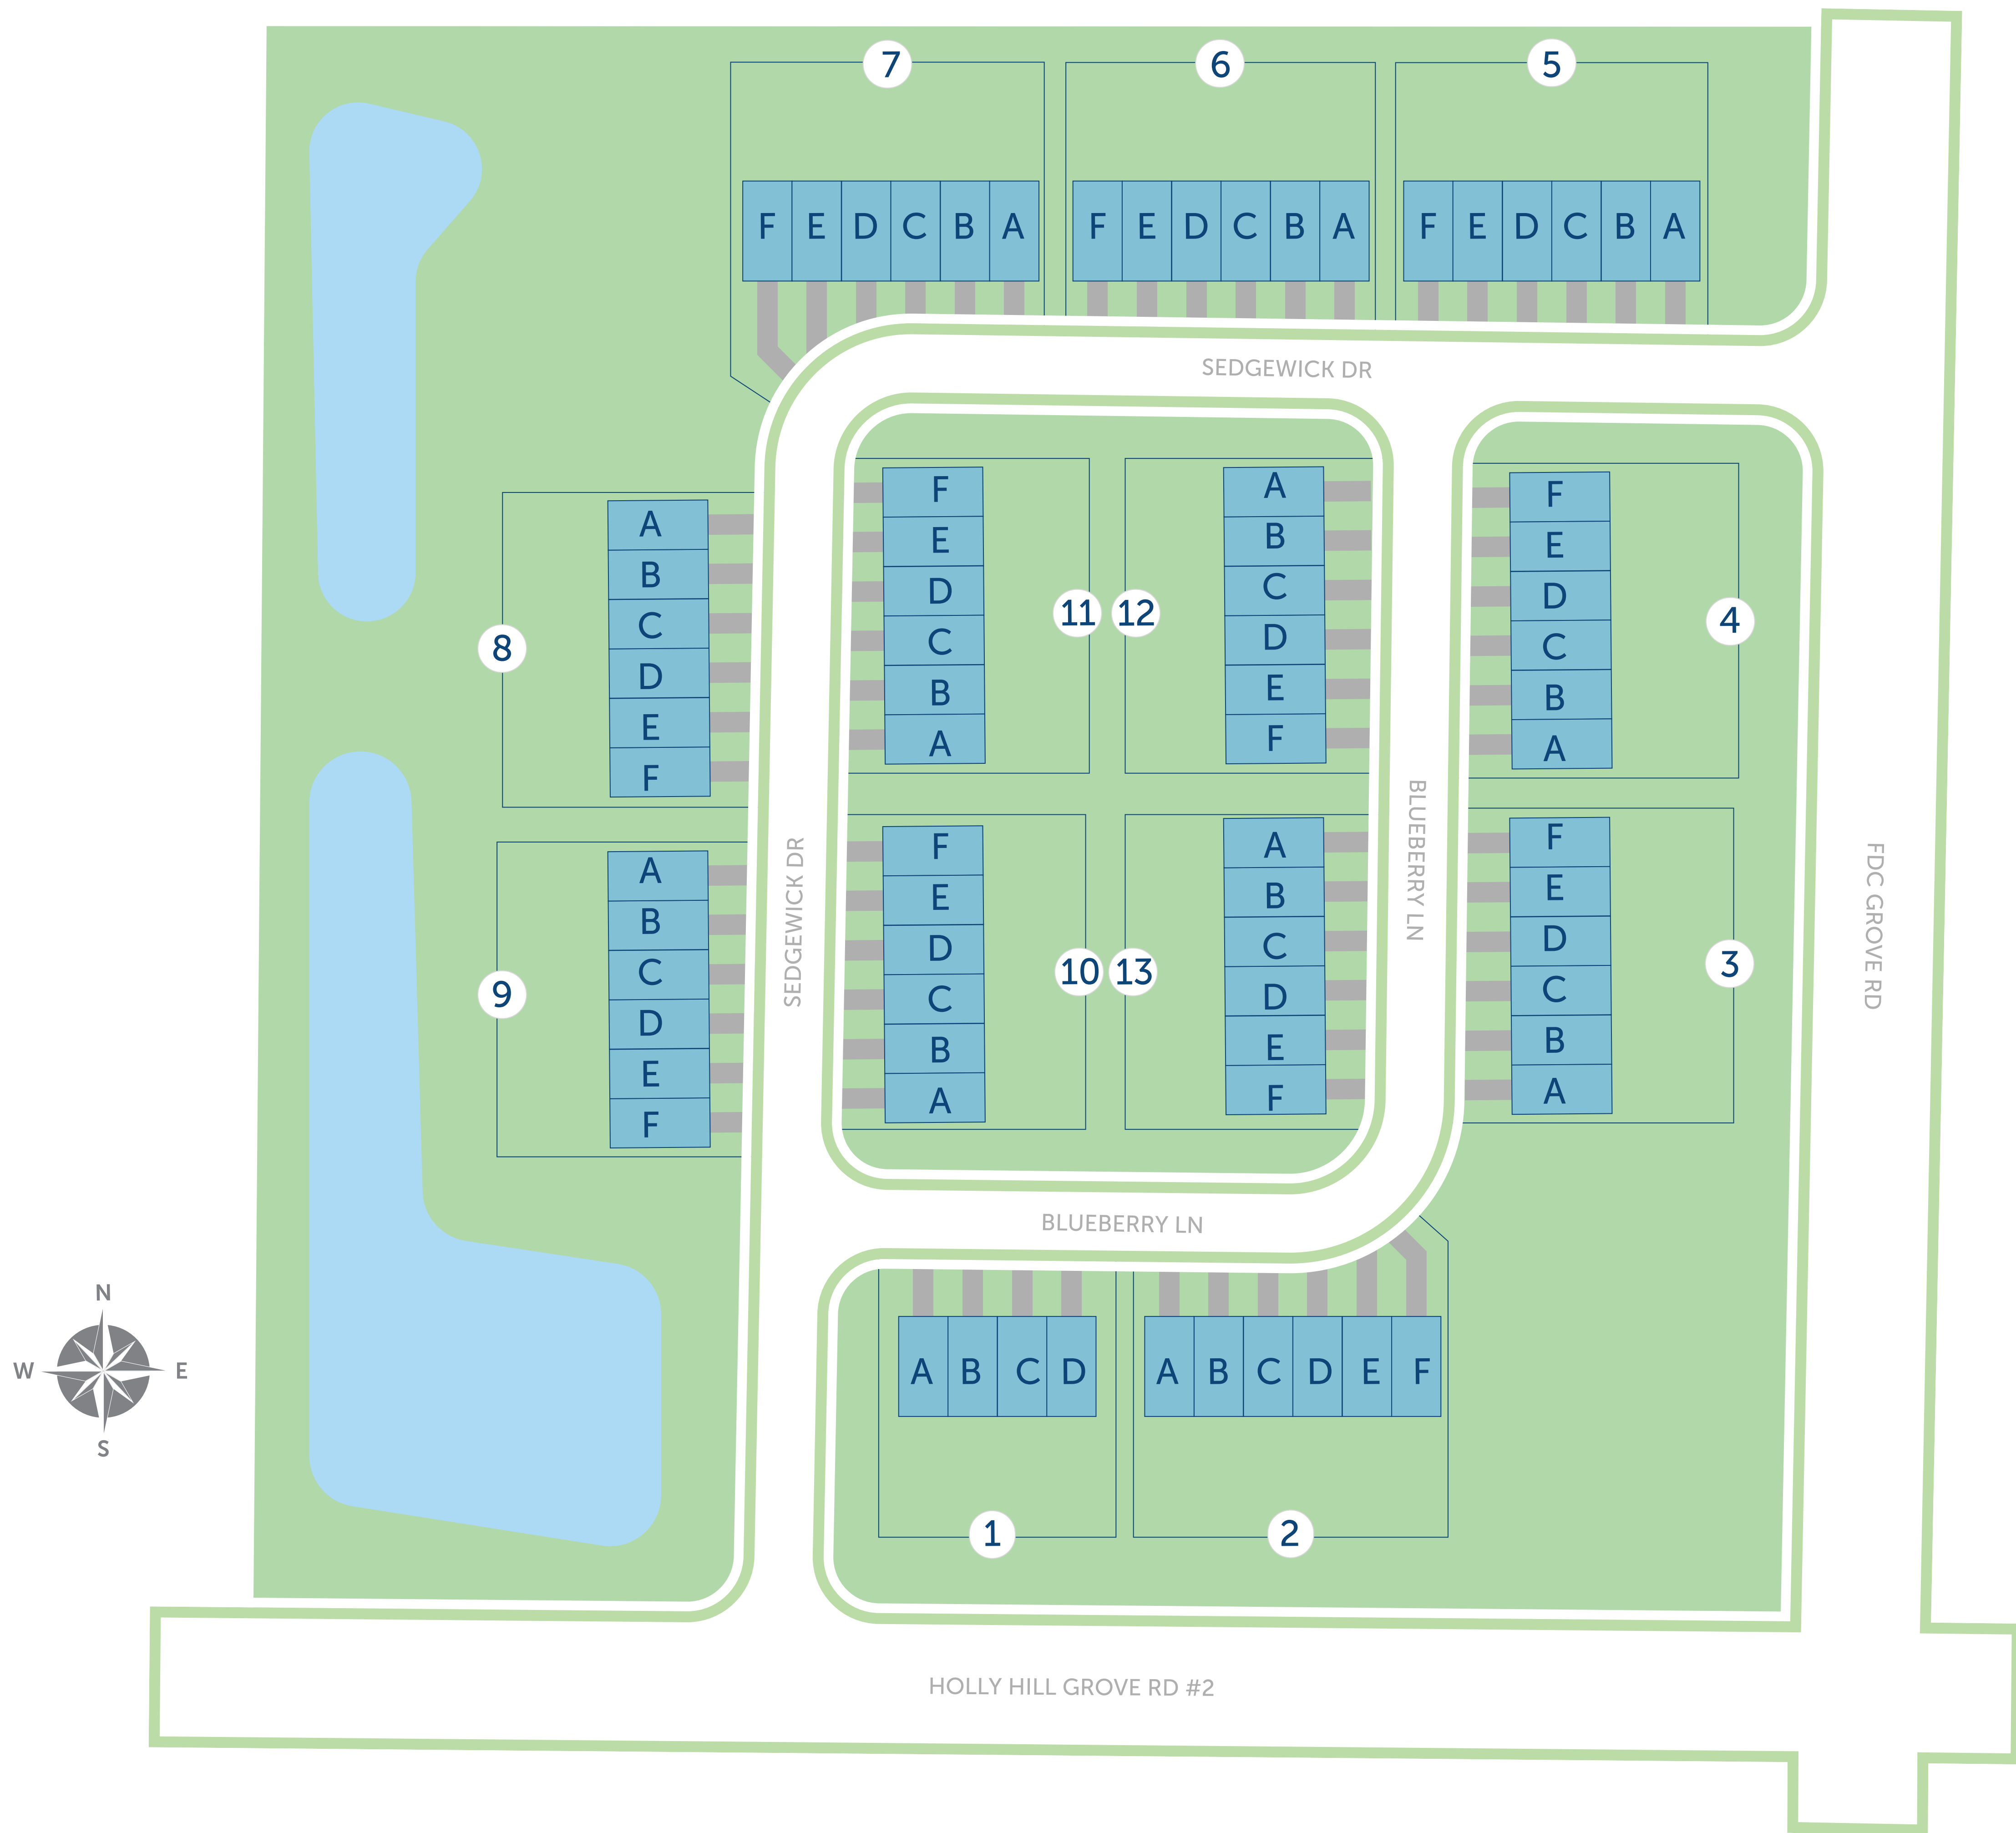 7
6
5
F E D C B A
F E D C B A
F E D C B A
SEDGEWICK DR
8
A
B
C
D
E
F
F
E
D
C
B
A
11
12
A
B
C
D
E
F
F
E
D
C
B
A
4
9
A
B
C
D
E
F
SEDGEWICK DR
F
E
D
C
B
A
10
13
A
B
C
D
E
F
BLUEBERRY LN
F
E
D
C
B
A
3
FDC GROVE RD
BLUEBERRY LN
A B C D
A B C D E F
1
2
N
W
E
S
HOLLY HILL GROVE RD #2